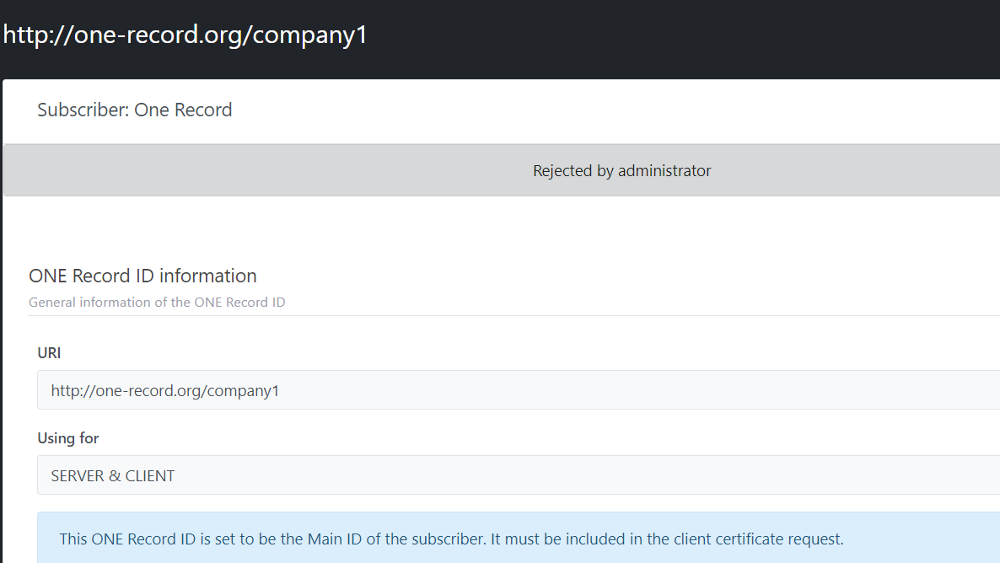 http://one-record.org/company1
Subscriber: One Record
Rejected by administrator
ONE Record ID information
General information of the ONE Record ID
URI
http://one-record.org/company1
Using for
SERVER & CLIENT
This ONE Record ID is set to be the Main ID of the subscriber. It must be included in the client certificate request.